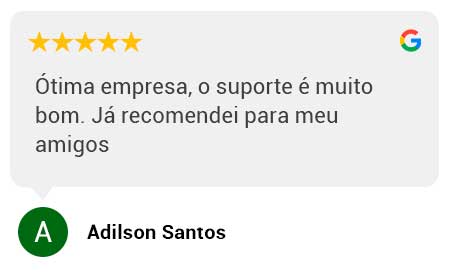 Ótima empresa, o suporte é muito
bom. Já recomendei para meu
amigos
A
Adilson Santos